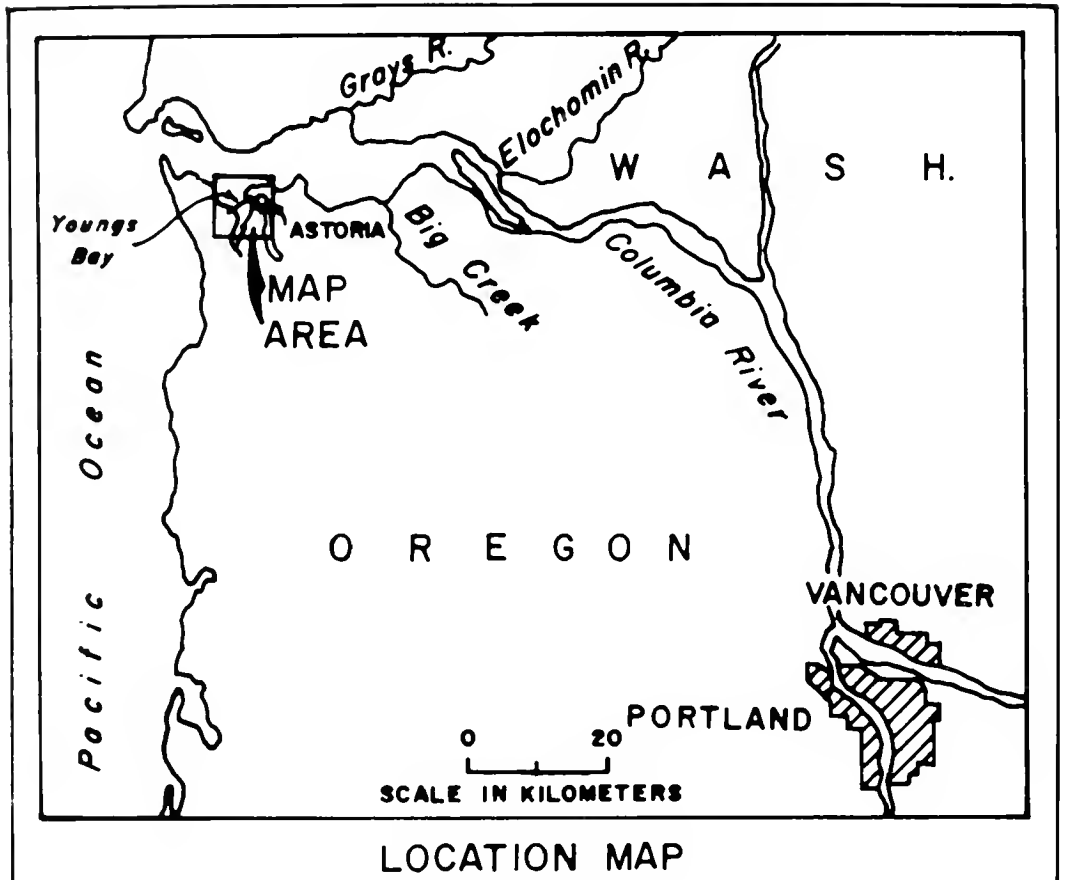 Grays R.
Elochomin R.
W A S H.
Youngs
Bay
ASTORIA
Big Creek
MAP
AREA
Columbia River
Pacific Ocean
O R E G O N
VANCOUVER
PORTLAND
0 20
SCALE IN KILOMETERS
LOCATION MAP